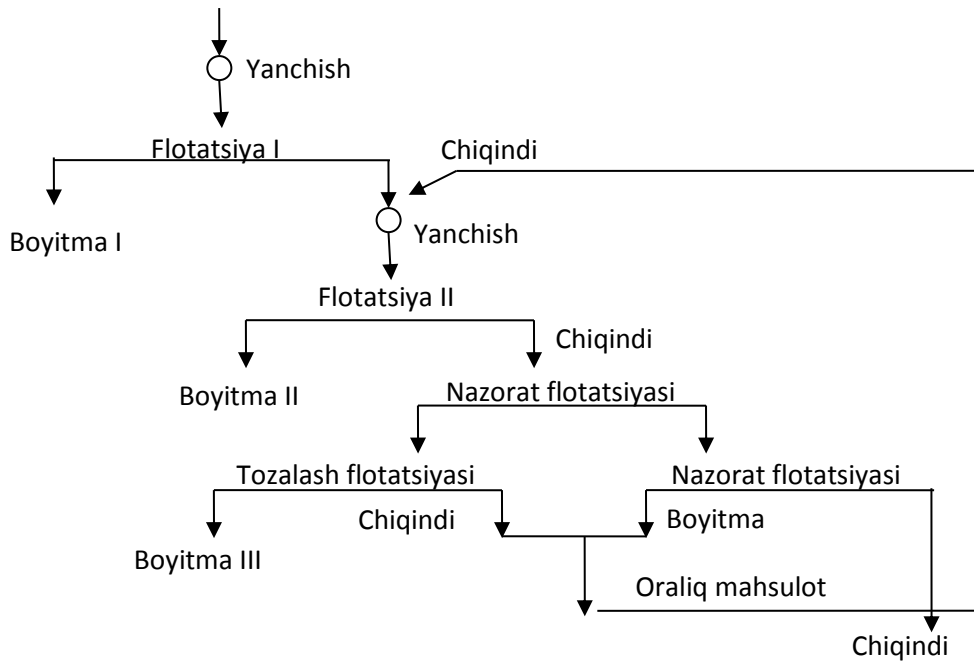 Yanchish
Flotatsiya I
Chiqindi
Boyitma I
Yanchish
Flotatsiya II
Chiqindi
Boyitma II
Nazorat flotatsiyasi
Tozalash flotatsiyasi
Nazorat flotatsiyasi
Chiqindi
Boyitma
Boyitma III
Oraliq mahsulot
Chiqindi